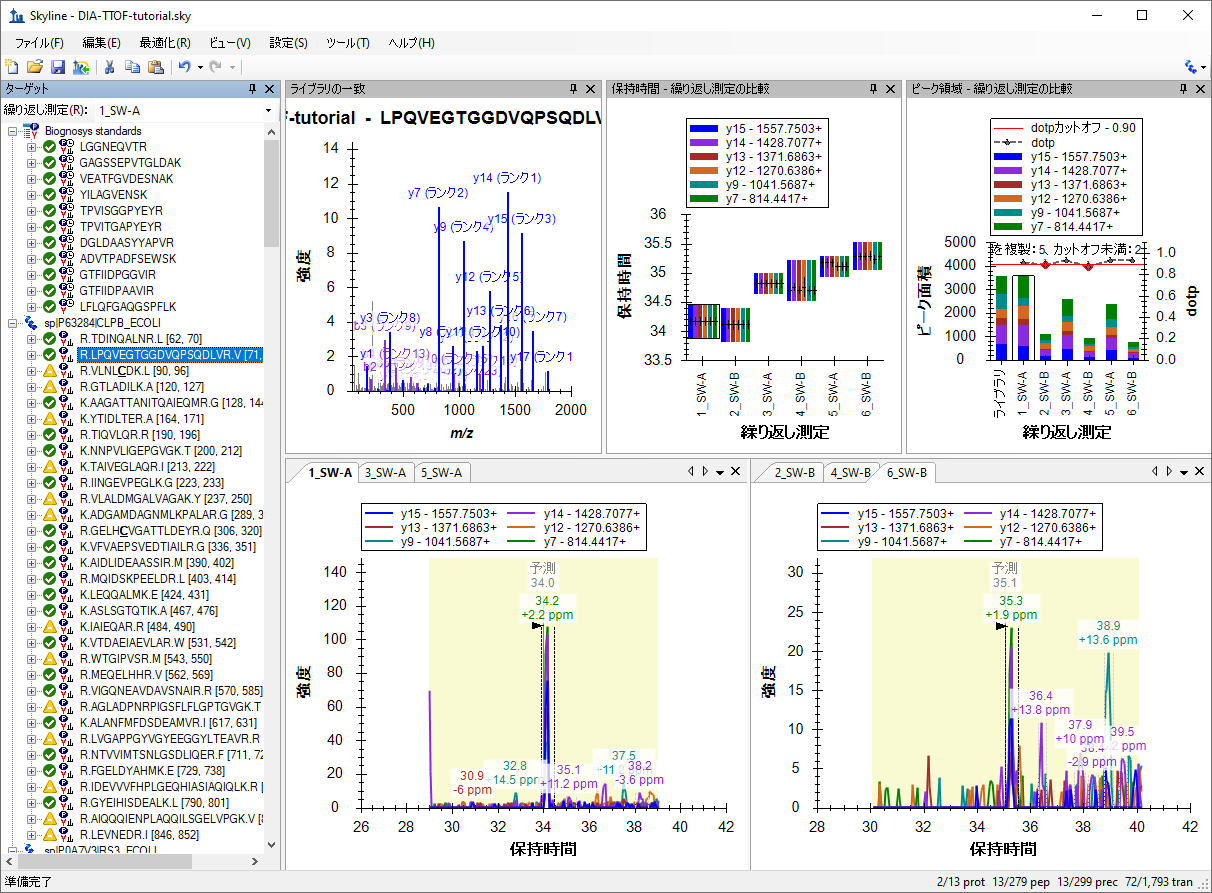 Skyline - DIA-TTOF-tutorial.sky
ファイル(F) 編集(E) 最適化(R) ビュー(V) 設定(S) ツール(T) ヘルプ(H)
ターゲット
繰り返し測定(R): 1_SW-A
Biognosys standards
LGGNEQVTR
GAGSSEPVTGLDAK
VEATFGVDESNAK
YILAGVENSK
TPVISGGPYEYR
TPVITGAPYEYR
DGLDAASYYAPVR
ADVTPADFSEWSK
GTFIIDPGGVIR
GTFIIDPAAVIR
LFLQFGAQGSPFLK
sp|P63284|CLPB_ECOLI
R.TDINQALNR.L [62, 70]
R.LPQVEGTGGDVQPSQDLVR.V [71,
R.VLNLCDK.L [90, 96]
R.GTLADILK.A [120, 127]
K.AAGATTANITQAIEQMR.G [128, 144
K.YTIDLTER.A [164, 171]
R.TIQVLQR.R [190, 196]
K.NNPVLIGEPGVGK.T [200, 212]
K.TAIVEGLAQR.I [213, 222]
R.IINGEVPEGLK.G [223, 233]
R.VLALDMGALVAGAK.Y [237, 250]
K.ADGAMDAGNMLKPALAR.G [289, 3
R.GELHCVGATTLDEYR.Q [306, 320]
K.VFVAEPSVEDTIAILR.G [336, 351]
K.AIDLIDEAASSIR.M [390, 402]
R.MQIDSKPEELDR.L [403, 414]
K.LEQQALMK.E [424, 431]
K.ASLSGTQTIK.A [467, 476]
K.IAIEQAR.R [484, 490]
K.VTDAEIAEVLAR.W [531, 542]
R.WTGIPVSR.M [543, 550]
R.MEQELHHR.V [562, 569]
R.VIGQNEAVDAVSNAIR.R [570, 585]
R.AGLADPNRPIGSFLFLGPTGVGK.T
K.ALANFMFDSDEAMVR.I [617, 631]
R.LVGAPPGYVGYEEGGYLTEAVR.R
R.NTVVIMTSNLGSDLIQER.F [711, 72
R.FGELDYAHMK.E [729, 738]
R.IDEVVVFHPLGEQHIASIAQIQLK.R [
R.GYEIHISDEALK.L [790, 801]
R.AIQQQIENPLAQQILSGELVPGK.V [8
R.LEVNEDR.I [846, 852]
sp|P0A7V3|RS3_ECOLI
ライブラリの一致
F-tutorial - LPQVEGTGGDVQPSQDLV
14
12
10
8
6
4
2
0
強度
y14 (ランク1)
y7 (ランク2)
y15 (ランク3)
y9 (ランク4)
y12 (ランク5)
y13 (ランク6)
y3 (ランク8)
500 1000 1500 2000
m/z
保持時間 - 繰り返し測定の比較
y15 - 1557.7503+
y14 - 1428.7077+
y13 - 1371.6863+
y12 - 1270.6386+
y9 - 1041.5687+
y7 - 814.4417+
36
35.5
35
34.5
34
33.5
保持時間
1_SW-A 2_SW-B 3_SW-A 4_SW-B 5_SW-A 6_SW-B
繰り返し測定
ピーク領域 - 繰り返し測定の比較
dotpカットオフ - 0.90
dotp
y15 - 1557.7503+
y14 - 1428.7077+
y13 - 1371.6863+
y12 - 1270.6386+
y9 - 1041.5687+
y7 - 814.4417+
複製: 5, カットオフ未満: 2
5000
4000
3000
2000
1000
0
ピーク面積
1.0
0.8
0.6
0.4
0.2
0.0
dotp
ライブラリ 1_SW-A 2_SW-B 3_SW-A 4_SW-B 5_SW-A 6_SW-B
繰り返し測定
1_SW-A 3_SW-A 5_SW-A
y15 - 1557.7503+ y14 - 1428.7077+
y13 - 1371.6863+ y12 - 1270.6386+
y9 - 1041.5687+ y7 - 814.4417+
140
120
100
80
60
40
20
0
強度
予測
34.0
34.2
+2.2 ppm
30.9
-6 ppm
32.8
+14.5 ppm
35.1
+11.2 ppm
37.5
38.2
-3.6 ppm
26 28 30 32 34 36 38 40 42
保持時間
2_SW-B 4_SW-B 6_SW-B
y15 - 1557.7503+ y14 - 1428.7077+
y13 - 1371.6863+ y12 - 1270.6386+
y9 - 1041.5687+ y7 - 814.4417+
30
25
20
15
10
5
0
強度
予測
35.1
35.3
+1.9 ppm
38.9
+13.6 ppm
36.4
+13.8 ppm
37.9
+10 ppm
39.5
38.4
-2.9 ppm
28 30 32 34 36 38 40 42
保持時間
準備完了
2/13 prot 13/279 pep 13/299 prec 72/1,793 tran